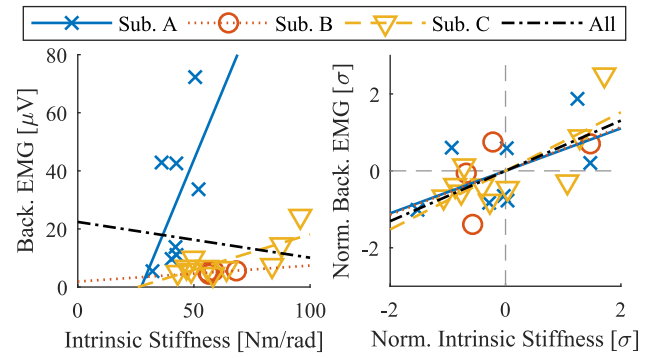 Sub. A Sub. B Sub. C All
Back. EMG [μV]
80
60
40
20
0
0 50 100
Intrinsic Stiffness [Nm/rad]
Norm. Back. EMG [σ]
2
0
-2
-2 0 2
Norm. Intrinsic Stiffness [σ]